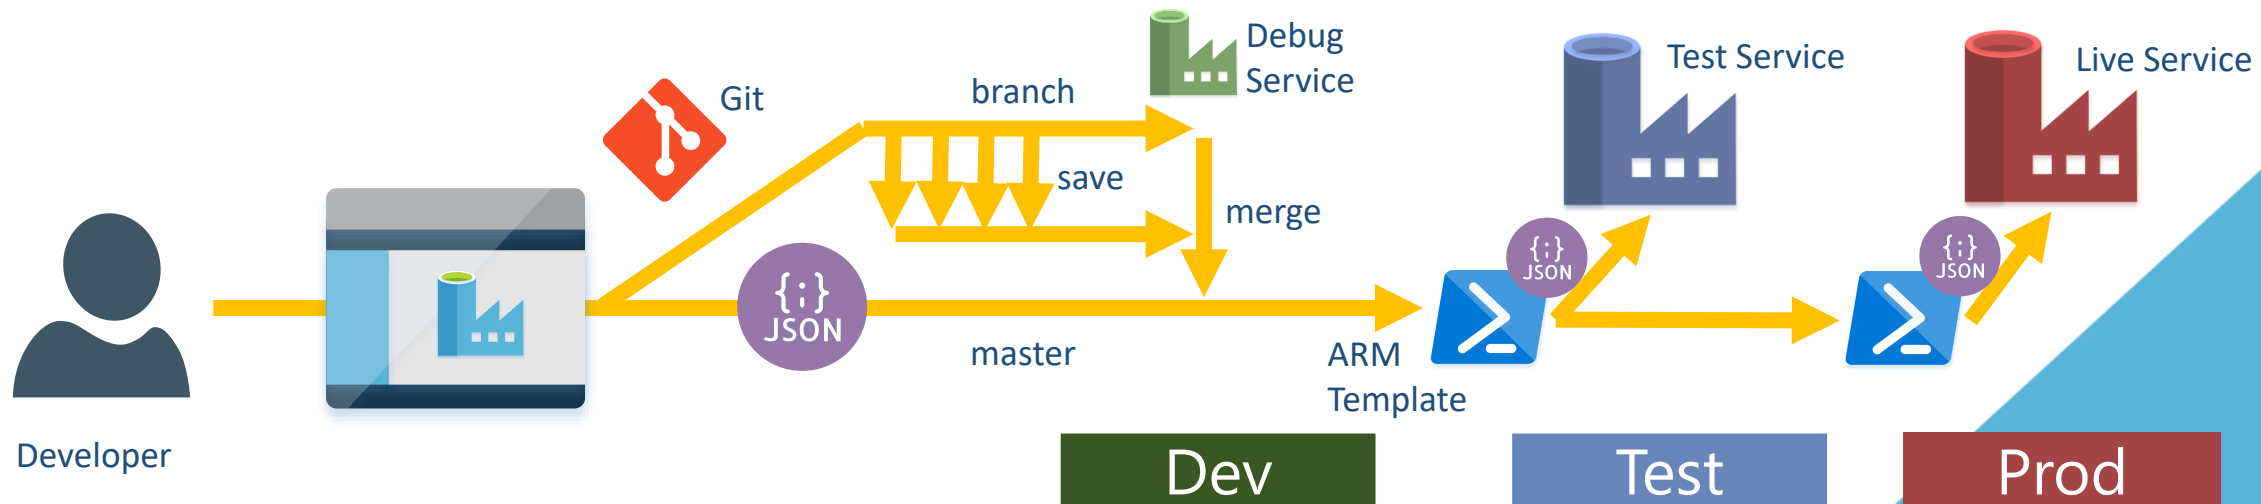 Developer
Git
branch
save
merge
{;}
JSON
master
Debug
Service
ARM
Template
{;}
JSON
Test Service
{;}
JSON
Live Service
Dev
Test
Prod